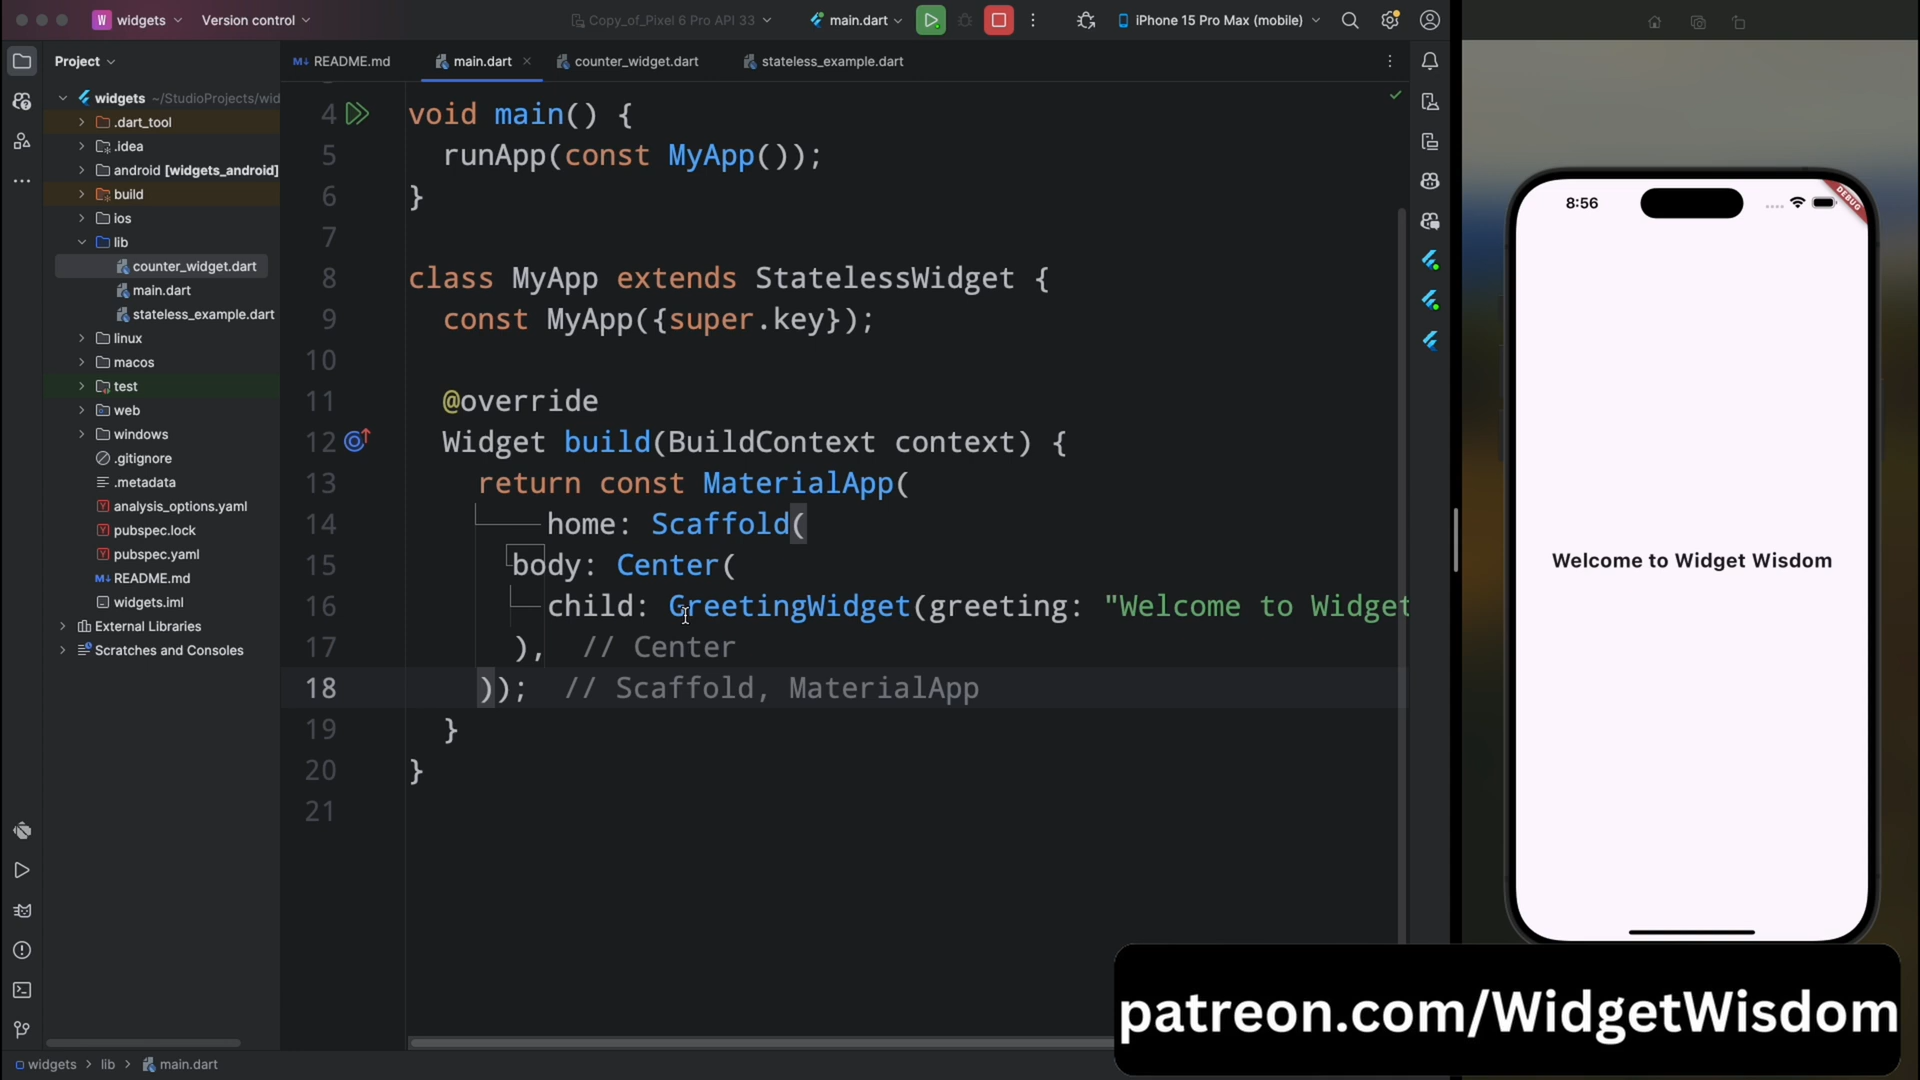 W widgets Version control Copy_of_Pixel 6 Pro API 33 main.dart iPhone 15 Pro Max (mobile)
Project
README.md main.dart counter_widget.dart stateless_example.dart
widgets ~/StudioProjects/wid
.dart_tool
.idea
android [widgets_android]
build
ios
lib
counter_widget.dart
main.dart
stateless_example.dart
linux
macos
test
web
windows
.gitignore
.metadata
analysis_options.yaml
pubspec.lock
pubspec.yaml
README.md
widgets.iml
External Libraries
Scratches and Consoles
4 void main() {
5 runApp(const MyApp());
6 }
7
8 class MyApp extends StatelessWidget {
9 const MyApp({super.key});
10
11 @override
12 Widget build(BuildContext context) {
13 return const MaterialApp(
14 home: Scaffold(
15 body: Center(
16 child: GreetingWidget(greeting: "Welcome to Widget
17 ), // Center
18 )); // Scaffold, MaterialApp
19 }
20 }
21
8:56
DEBUG
Welcome to Widget Wisdom
patreon.com/WidgetWisdom
widgets > lib > main.dart